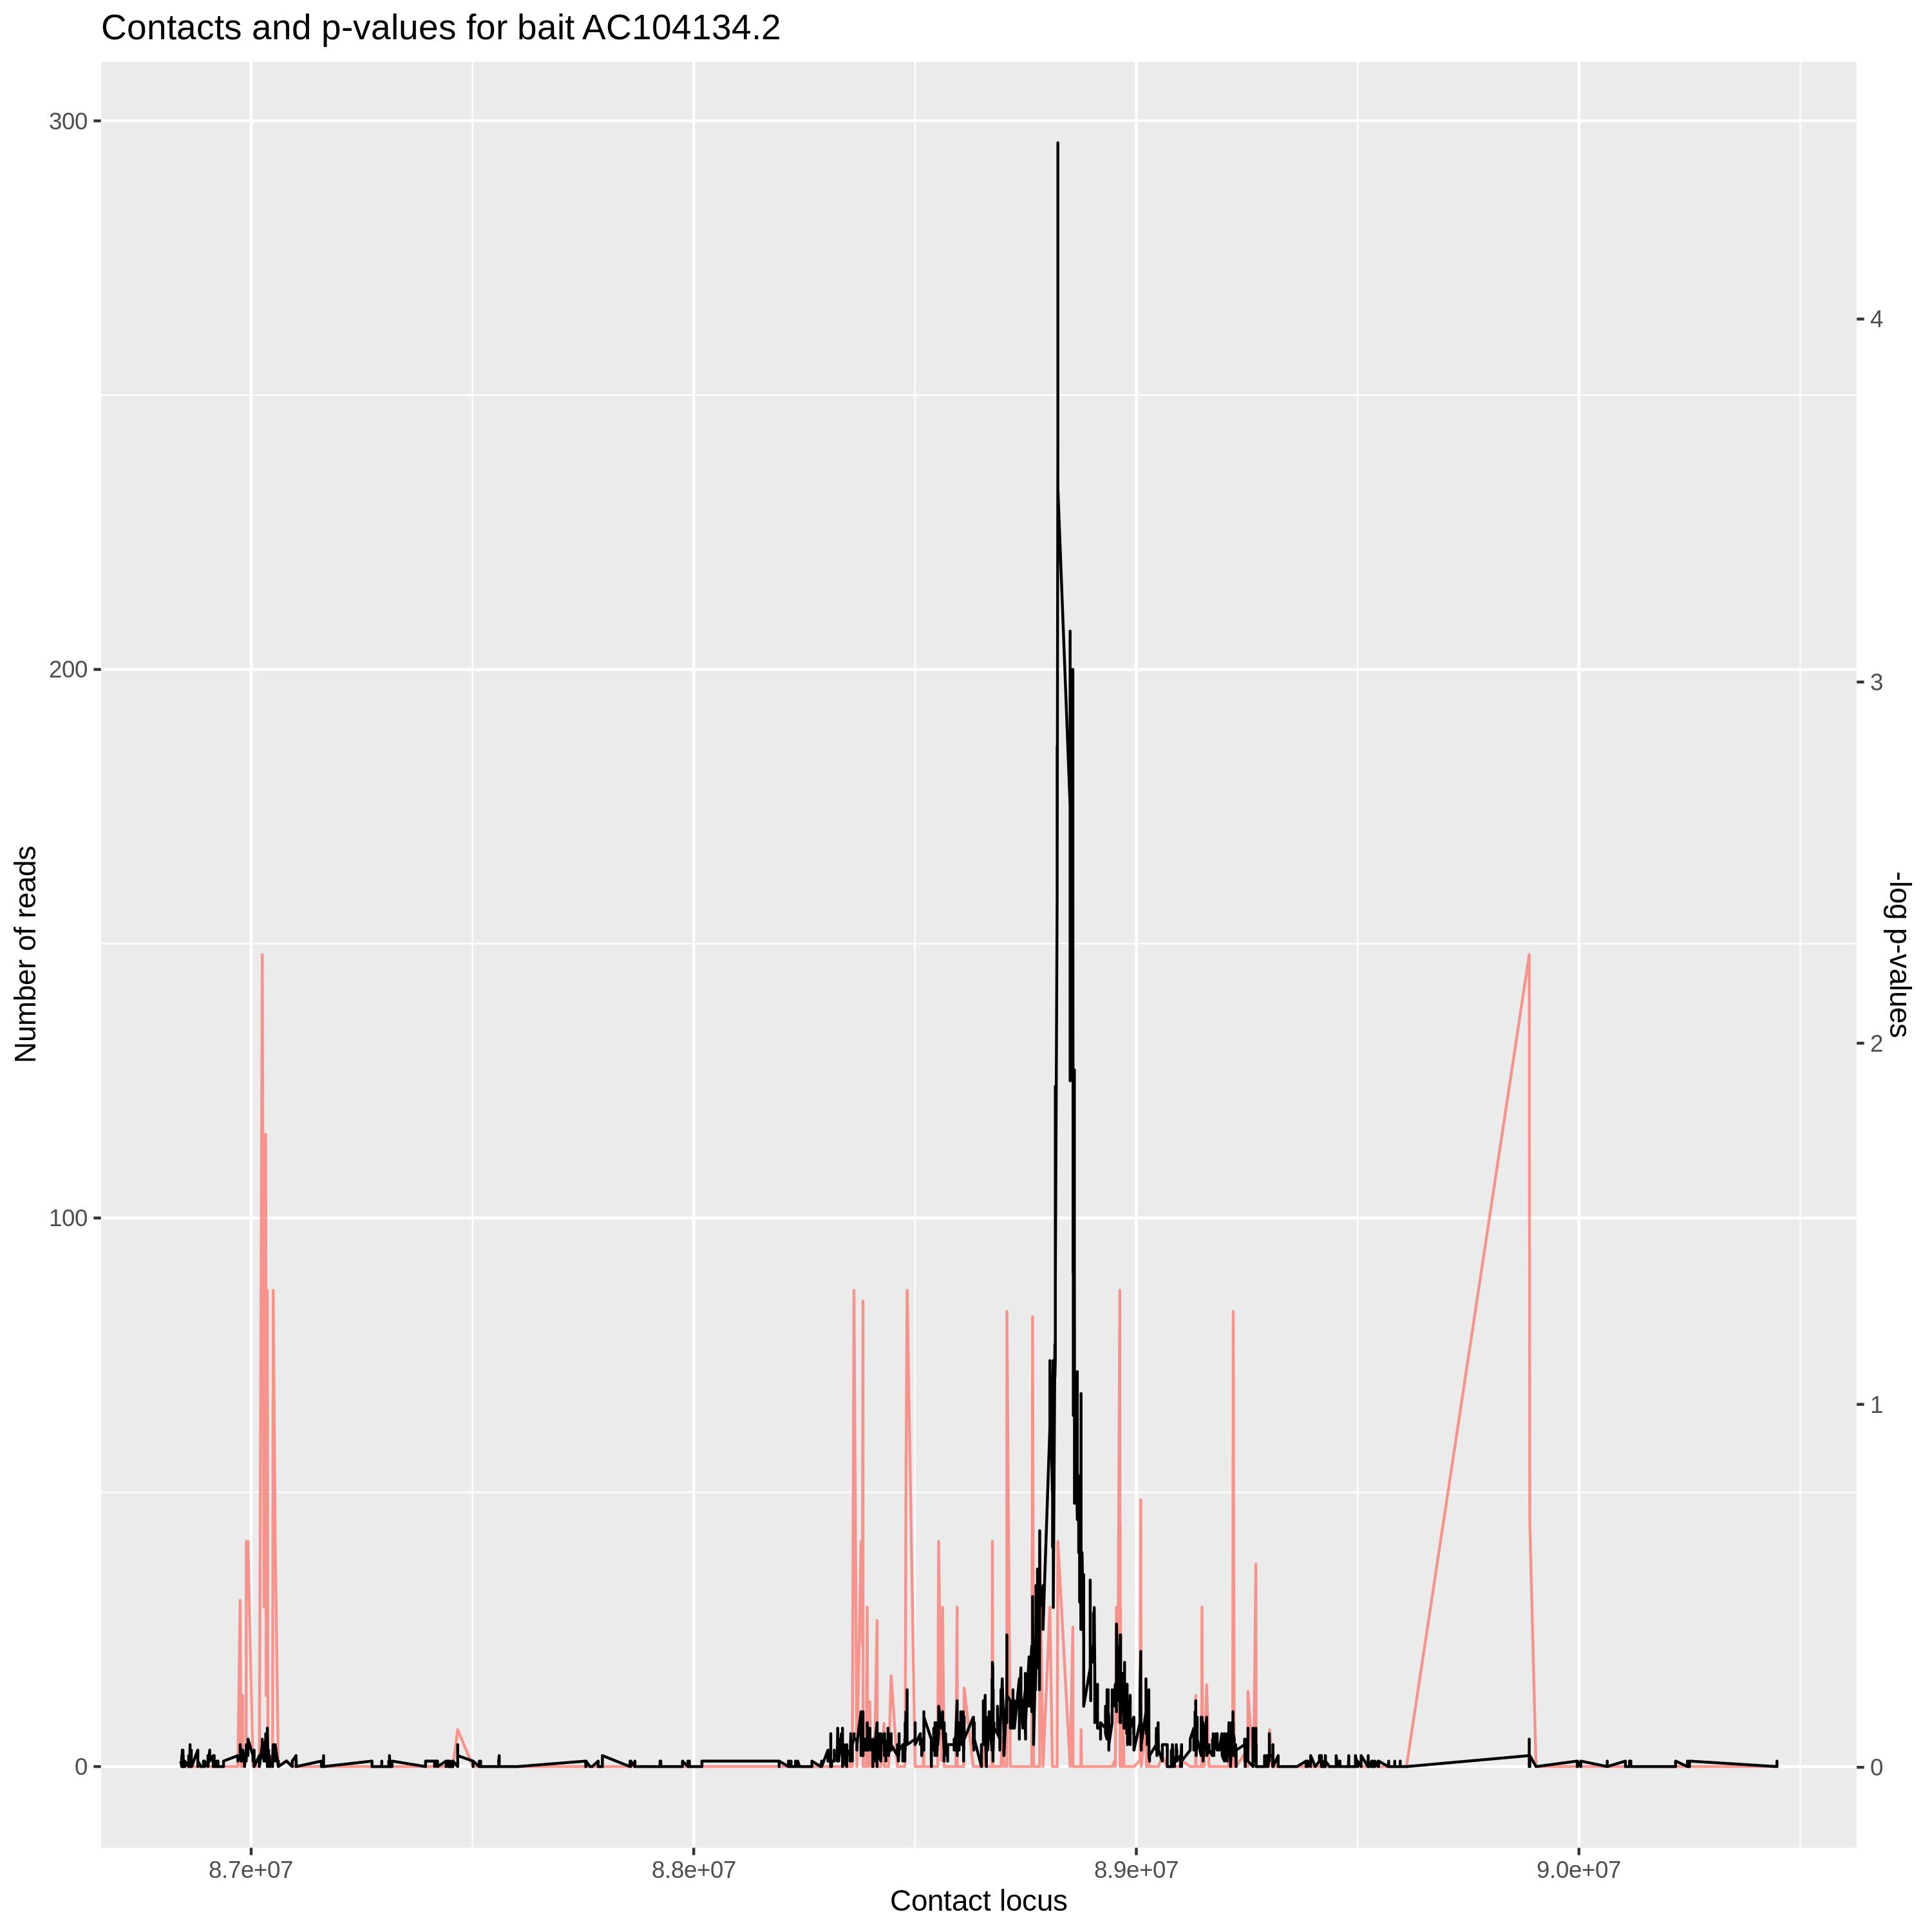 Contacts and p-values for bait AC104134.2
300
200
100
0
Number of reads
4
3
2
1
0
-log p-values
8.7e+07
8.8e+07
8.9e+07
9.0e+07
Contact locus